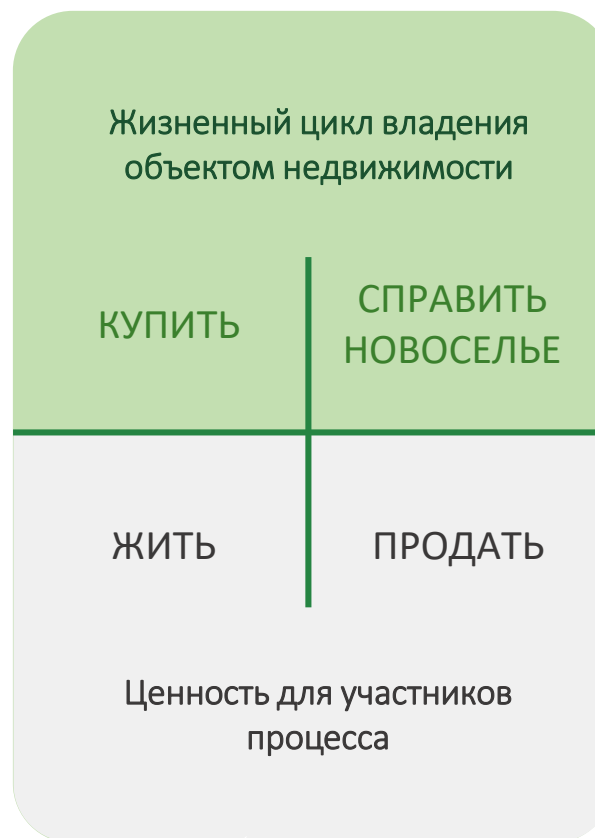 Жизненный цикл владения
объектом недвижимости
КУПИТЬ
СПРАВИТЬ
НОВОСЕЛЬЕ
ЖИТЬ
ПРОДАТЬ
Ценность для участников
процесса